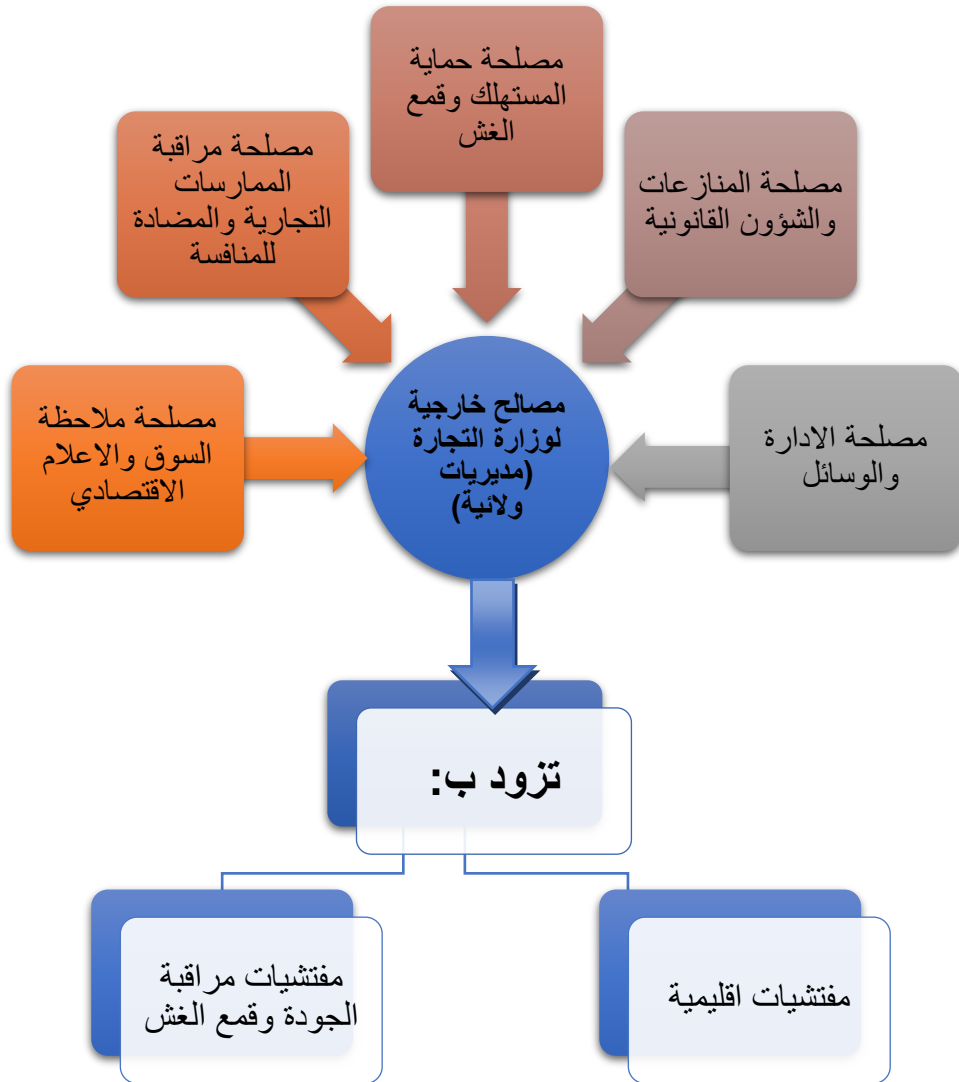 مصلحة حماية
المستهلك وقمع
الغش
مصلحة المنازعات
والشؤون القانونية
مصلحة مراقبة
الممارسات
التجارية والمضادة
للمنافسة
مصلحة الادارة
والوسائل
مصالح خارجية
لوزارة التجارة
(مديريات
ولائية)
مصلحة ملاحظة
السوق والاعلام
الاقتصادي
تزود ب:
مفتشيات اقليمية
مفتشيات مراقبة
الجودة وقمع الغش